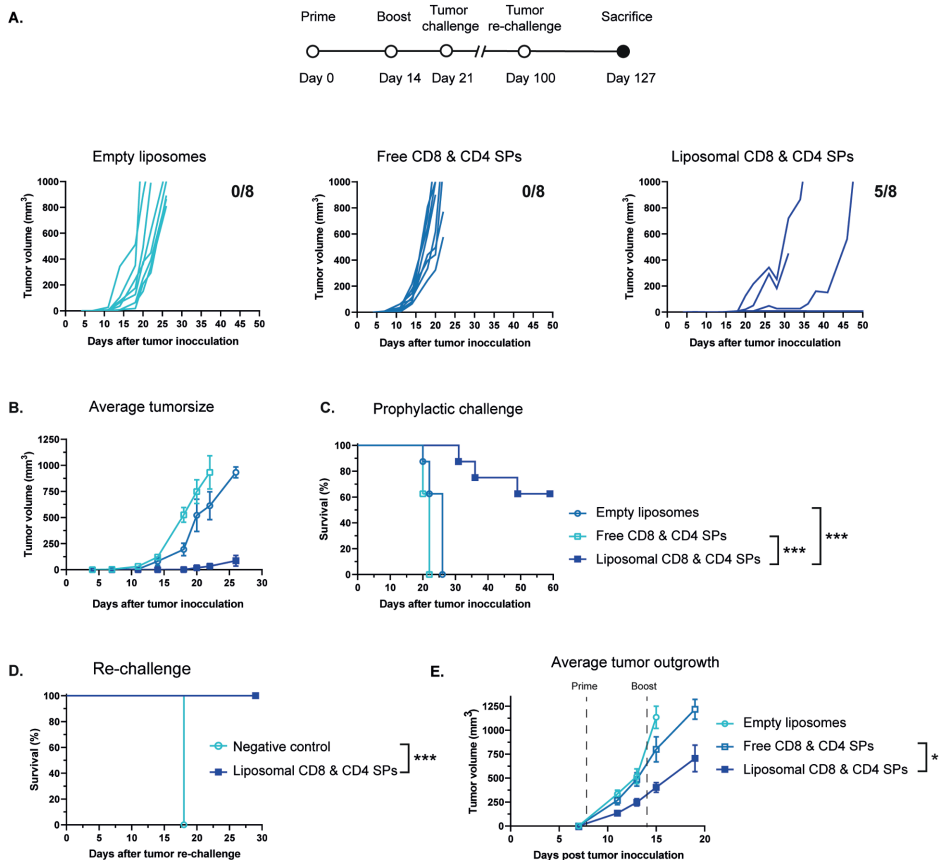 A.
Prime Boost Tumor challenge Tumor re-challenge Sacrifice
Day 0 Day 14 Day 21 Day 100 Day 127
Empty liposomes
0/8
Tumor volume (mm³)
1000
800
600
400
200
0
0 5 10 15 20 25 30 35 40 45 50
Days after tumor inocculation
Free CD8 & CD4 SPs
0/8
Tumor volume (mm³)
1000
800
600
400
200
0
0 5 10 15 20 25 30 35 40 45 50
Days after tumor inocculation
Liposomal CD8 & CD4 SPs
5/8
Tumor volume (mm³)
1000
800
600
400
200
0
0 5 10 15 20 25 30 35 40 45 50
Days after tumor inocculation
B.
Average tumorsize
Tumor volume (mm³)
1250
1000
750
500
250
0
0 5 10 15 20 25 30
Days after tumor inocculation
C.
Prophylactic challenge
Survival (%)
100
80
60
40
20
0
0 10 20 30 40 50 60
Days after tumor inocculation
Empty liposomes
Free CD8 & CD4 SPs
Liposomal CD8 & CD4 SPs
***
***
D.
Re-challenge
Survival (%)
100
80
60
40
20
0
0 5 10 15 20 25 30
Days after tumor re-challenge
Negative control
Liposomal CD8 & CD4 SPs
***
E.
Average tumor outgrowth
Prime Boost
Tumor volume (mm³)
1250
1000
750
500
250
0
0 5 10 15 20
Days post tumor inoculation
Empty liposomes
Free CD8 & CD4 SPs
Liposomal CD8 & CD4 SPs
*